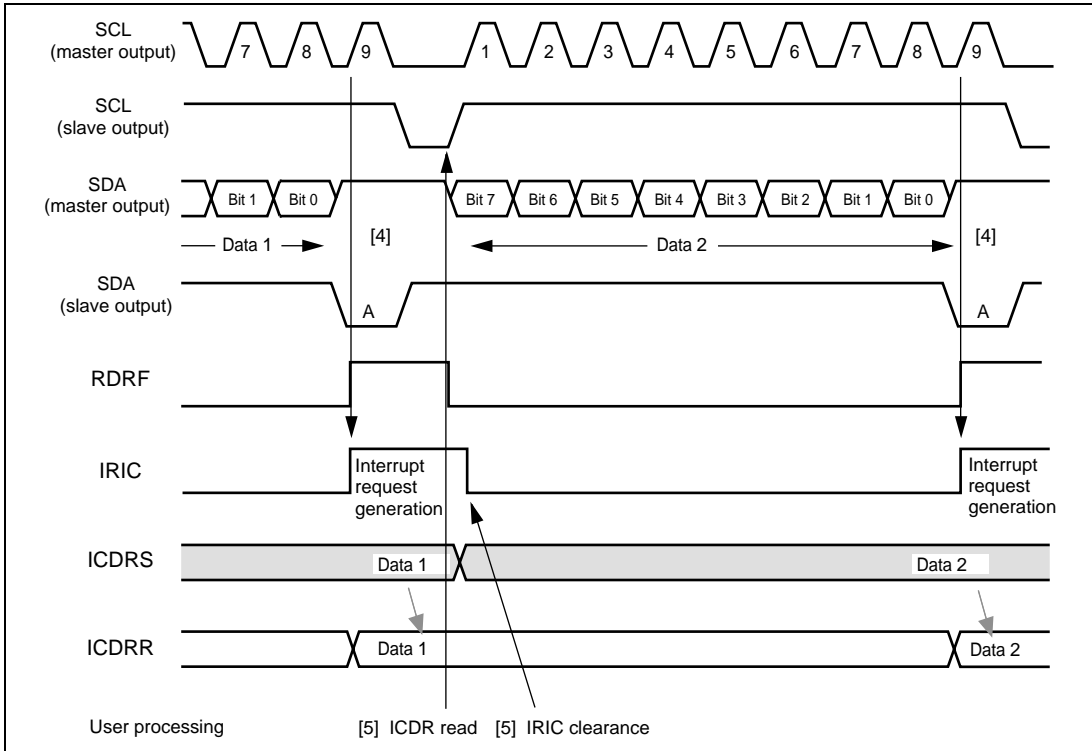 SCL
(master output)
7 8 9 1 2 3 4 5 6 7 8 9
SCL
(slave output)
SDA
(master output)
Bit 1 Bit 0 Bit 7 Bit 6 Bit 5 Bit 4 Bit 3 Bit 2 Bit 1 Bit 0
Data 1 [4] Data 2 [4]
SDA
(slave output)
A A
RDRF
IRIC
Interrupt
request
generation
Interrupt
request
generation
ICDRS
Data 1 Data 2
ICDRR
Data 1 Data 2
User processing [5] ICDR read [5] IRIC clearance